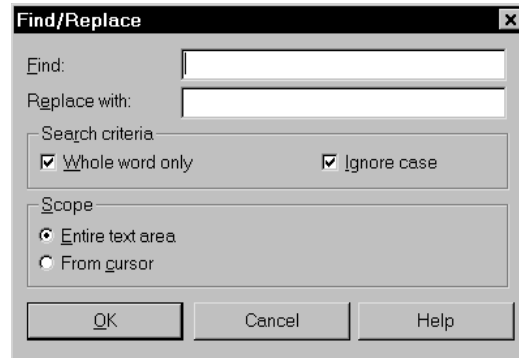 Find/Replace
Find:
Replace with:
Search criteria
Whole word only
Ignore case
Scope
Entire text area
From cursor
OK Cancel Help